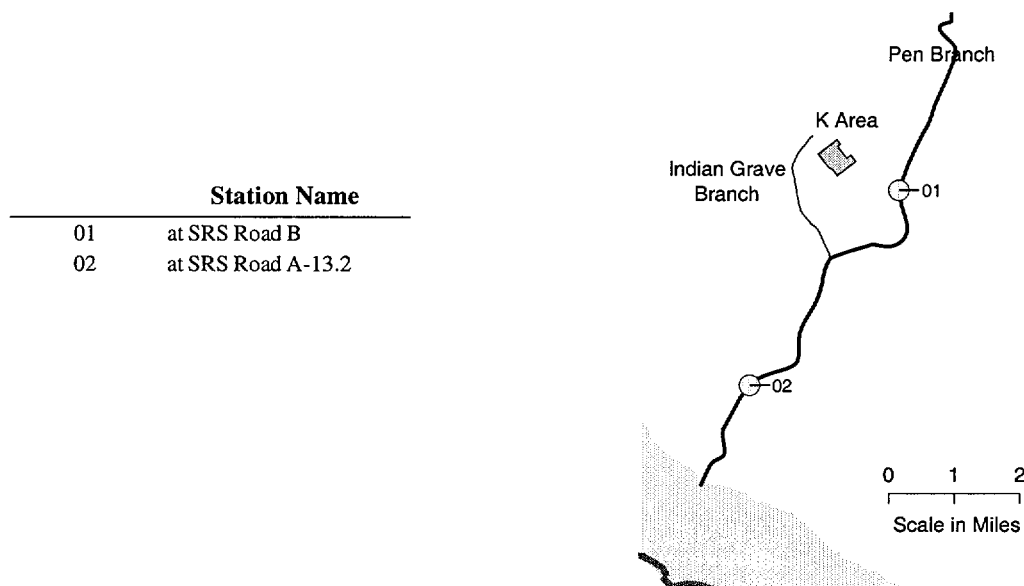 Station Name
01 at SRS Road B
02 at SRS Road A-13.2
Pen Branch
K Area
Indian Grave
Branch
01
02
0 1 2
Scale in Miles